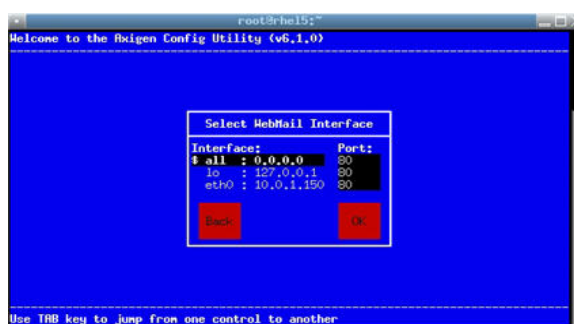 root@rhel5:~
Welcome to the Axigen Config Utility (v6.1.0)
Select WebMail Interface
Interface: Port:
* all : 0.0.0.0 80
lo : 127.0.0.1 80
eth0 : 10.0.1.150 80
Back OK
Use TAB key to jump from one control to another